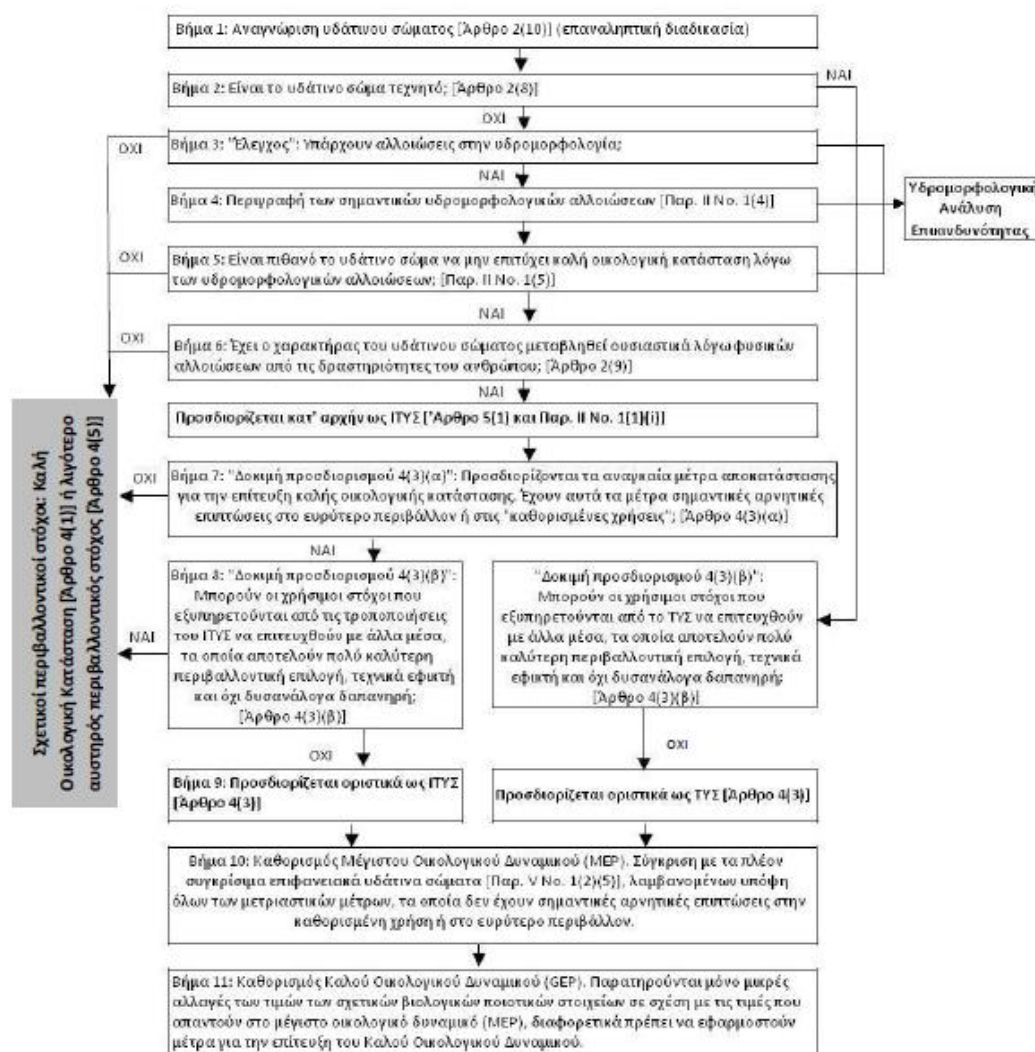 Βήμα 1: Αναγνώριση υδάτινου σώματος [Άρθρο 2(10)] (επαναληπτική διαδικασία)
ΝΑΙ
Βήμα 2: Είναι το υδάτινο σώμα τεχνητό; [Άρθρο 2(8)]
ΟΧΙ
ΟΧΙ
Βήμα 3: "Έλεγχος": Υπάρχουν αλλοιώσεις στην υδρομορφολογία;
ΝΑΙ
Βήμα 4: Περιγραφή των σημαντικών υδρομορφολογικών αλλοιώσεων [Παρ. ΙΙ Νο. 1(4)]
Υδρομορφολογική
Ανάλυση
Επικινδυνότητας
ΟΧΙ
Βήμα 5: Είναι πιθανό το υδάτινο σώμα να μην επιτύχει καλή οικολογική κατάσταση λόγω
των υδρομορφολογικών αλλοιώσεων; [Παρ. ΙΙ Νο. 1(5)]
ΝΑΙ
ΟΧΙ
Βήμα 6: Έχει ο χαρακτήρας του υδάτινου σώματος μεταβληθεί ουσιαστικά λόγω φυσικών
αλλοιώσεων από τις δραστηριότητες του ανθρώπου; [Άρθρο 2(9)]
ΝΑΙ
Προσδιορίζεται κατ' αρχήν ως ΙΤΥΣ ['Αρθρο 5(1) και Παρ. ΙΙ Νο. 1(1)(i)]
Σχετικοί περιβαλλοντικοί στόχοι: Καλή
Οικολογική Κατάσταση [Άρθρο 4(1)] ή λιγότερο
αυστηρός περιβαλλοντικός στόχος [Άρθρο 4(5)]
ΟΧΙ
Βήμα 7: "Δοκιμή προσδιορισμού 4(3)(α)": Προσδιορίζονται τα αναγκαία μέτρα αποκατάστασης
για την επίτευξη καλής οικολογικής κατάστασης. Έχουν αυτά τα μέτρα σημαντικές αρνητικές
επιπτώσεις στο ευρύτερο περιβάλλον ή στις "καθορισμένες χρήσεις"; [Άρθρο 4(3)(α)]
ΝΑΙ
ΝΑΙ
Βήμα 8: "Δοκιμή προσδιορισμού 4(3)(β)":
Μπορούν οι χρήσιμοι στόχοι που
εξυπηρετούνται από τις τροποποιήσεις
του ΙΤΥΣ να επιτευχθούν με άλλα μέσα,
τα οποία αποτελούν πολύ καλύτερη
περιβαλλοντική επιλογή, τεχνικά
εφικτή και όχι δυσανάλογα δαπανηρή;
[Άρθρο 4(3)(β)]
"Δοκιμή προσδιορισμού 4(3)(β)":
Μπορούν οι χρήσιμοι στόχοι που
εξυπηρετούνται από το ΤΥΣ να επιτευχθούν
με άλλα μέσα, τα οποία αποτελούν πολύ
καλύτερη περιβαλλοντική επιλογή, τεχνικά
εφικτή και όχι δυσανάλογα δαπανηρή;
[Άρθρο 4(3)(β)]
ΟΧΙ
ΟΧΙ
Βήμα 9: Προσδιορίζεται οριστικά ως ΙΤΥΣ
[Άρθρο 4(3)]
Προσδιορίζεται οριστικά ως ΤΥΣ [Άρθρο 4(3)]
Βήμα 10: Καθορισμός Μέγιστου Οικολογικού Δυναμικού (MEP). Σύγκριση με τα πλέον
συγκρίσιμα επιφανειακά υδάτινα σώματα [Παρ. V Νο. 1(2)(5)], λαμβανομένων υπόψη
όλων των μετριαστικών μέτρων, τα οποία δεν έχουν σημαντικές αρνητικές επιπτώσεις στην
καθορισμένη χρήση ή στο ευρύτερο περιβάλλον.
Βήμα 11: Καθορισμός Καλού Οικολογικού Δυναμικού (GEP). Παρατηρούνται μόνο μικρές
αλλαγές των τιμών των σχετικών βιολογικών ποιοτικών στοιχείων σε σχέση με τις τιμές που
απαντούν στο μέγιστο οικολογικό δυναμικό (MEP), διαφορετικά πρέπει να εφαρμοστούν
μέτρα για την επίτευξη του Καλού Οικολογικού Δυναμικού.